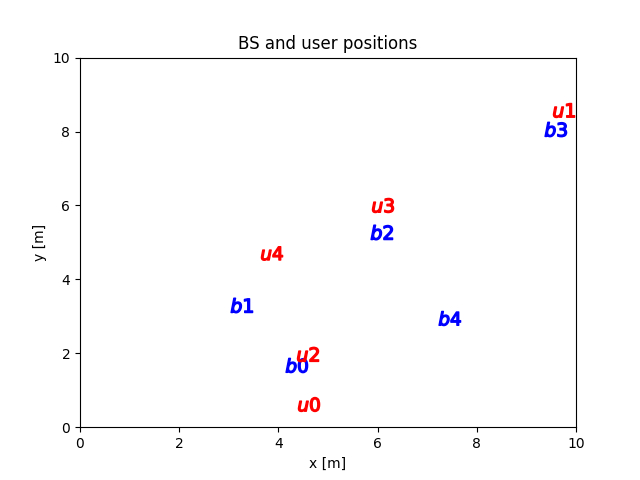 BS and user positions
10
u1
b3
8
u3
6
b2
u4
y [m]
4
b1
b4
u2
2
b0
u0
0
0 2 4 6 8 10
x [m]